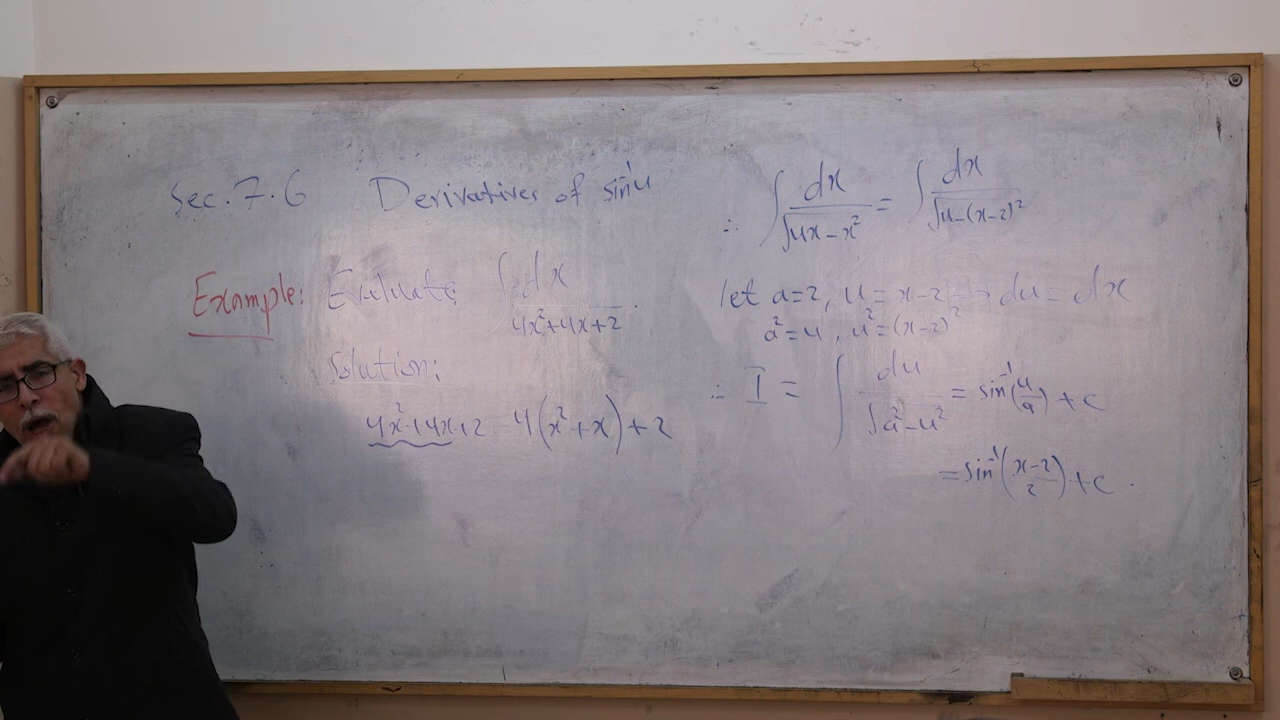 Sec. 7.6 Derivatives of sin⁻¹u
Example: Evaluate ∫ dx / (4x²+4x+2).
Solution:
4x²+4x+2 4(x²+x)+2
∴ ∫ dx / √(4x-x²) = ∫ dx / √(4-(x-2)²)
let a=2, u=x-2 → du=dx
a²=4, u²=(x-2)²
∴ I = ∫ du / √(a²-u²) = sin⁻¹(u/a)+c
= sin⁻¹((x-2)/2)+c.